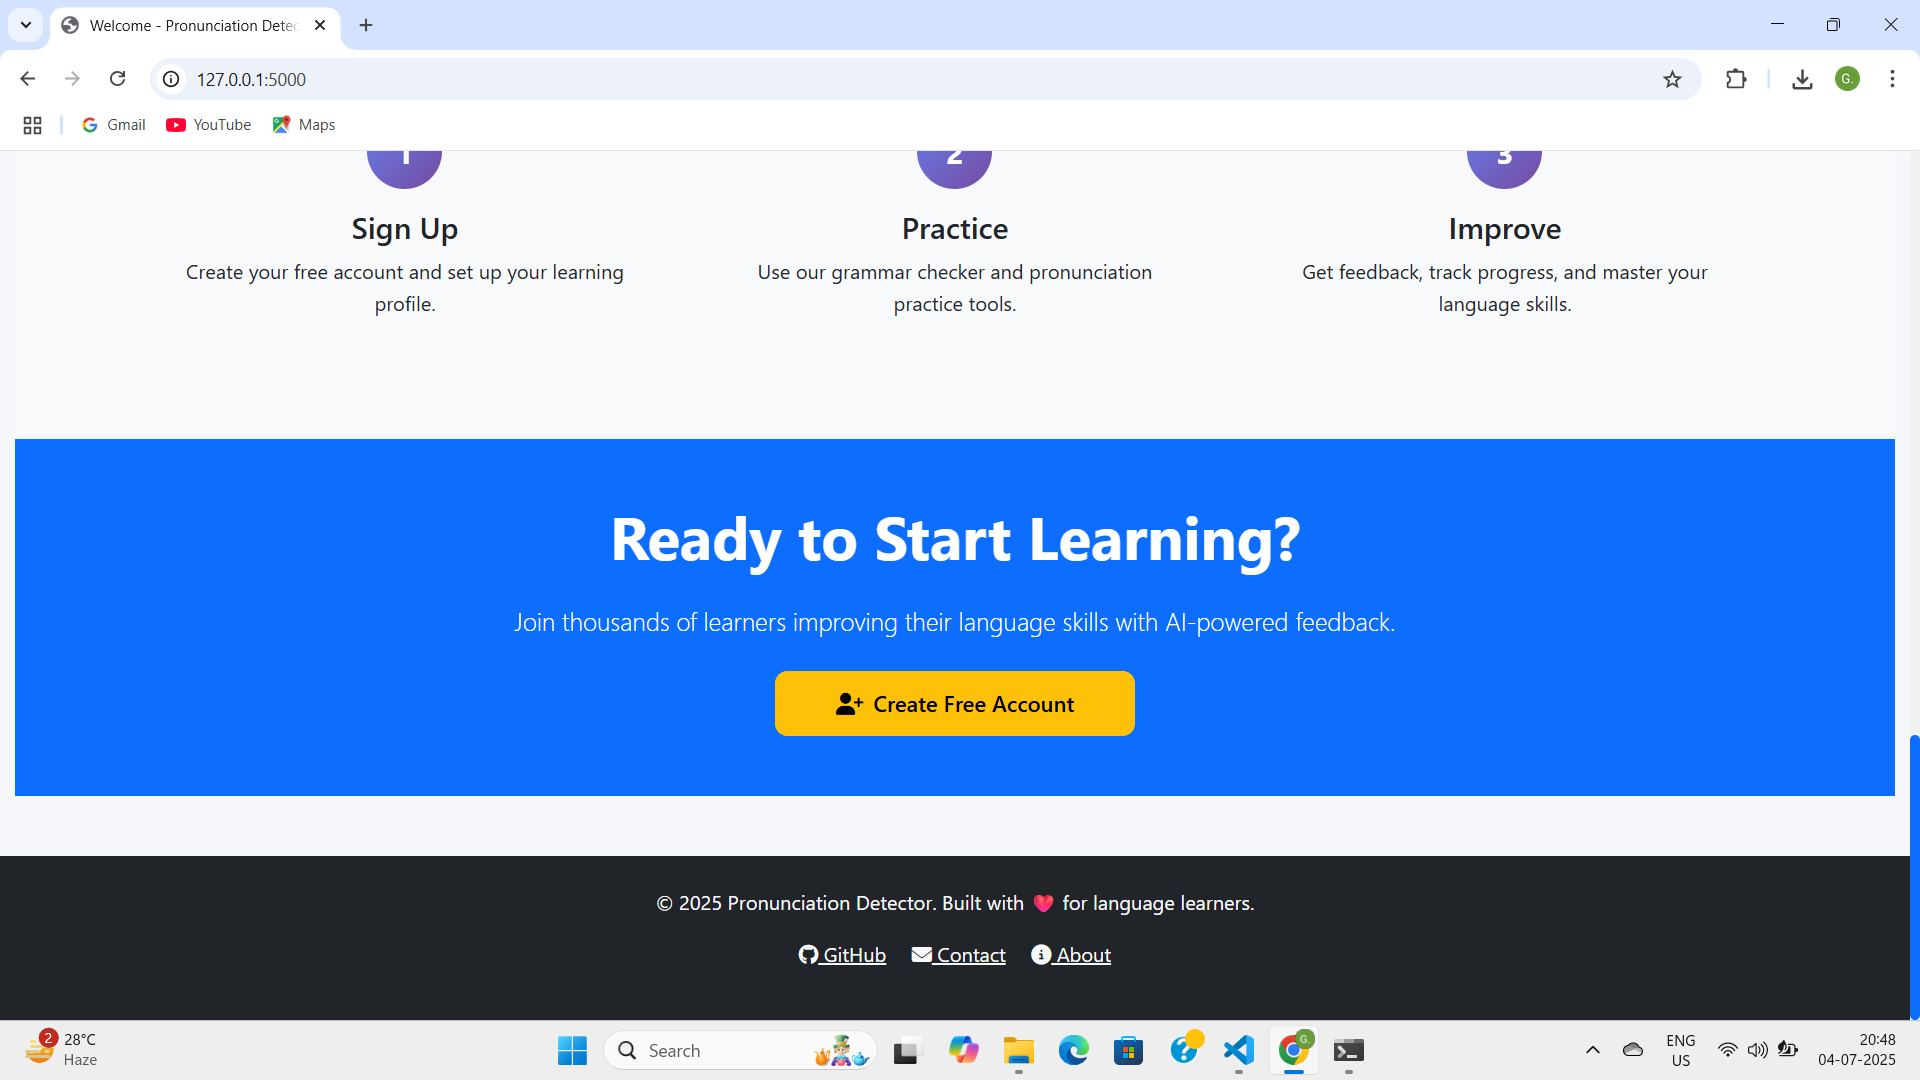 Welcome - Pronunciation Detec
127.0.0.1:5000
Gmail
YouTube
Maps
1
2
3
Sign Up
Practice
Improve
Create your free account and set up your learning
profile.
Use our grammar checker and pronunciation
practice tools.
Get feedback, track progress, and master your
language skills.
Ready to Start Learning?
Join thousands of learners improving their language skills with AI-powered feedback.
Create Free Account
© 2025 Pronunciation Detector. Built with ❤️ for language learners.
GitHub
Contact
About
2
28°C
Haze
Search
G.
G.
ENG
US
20:48
04-07-2025